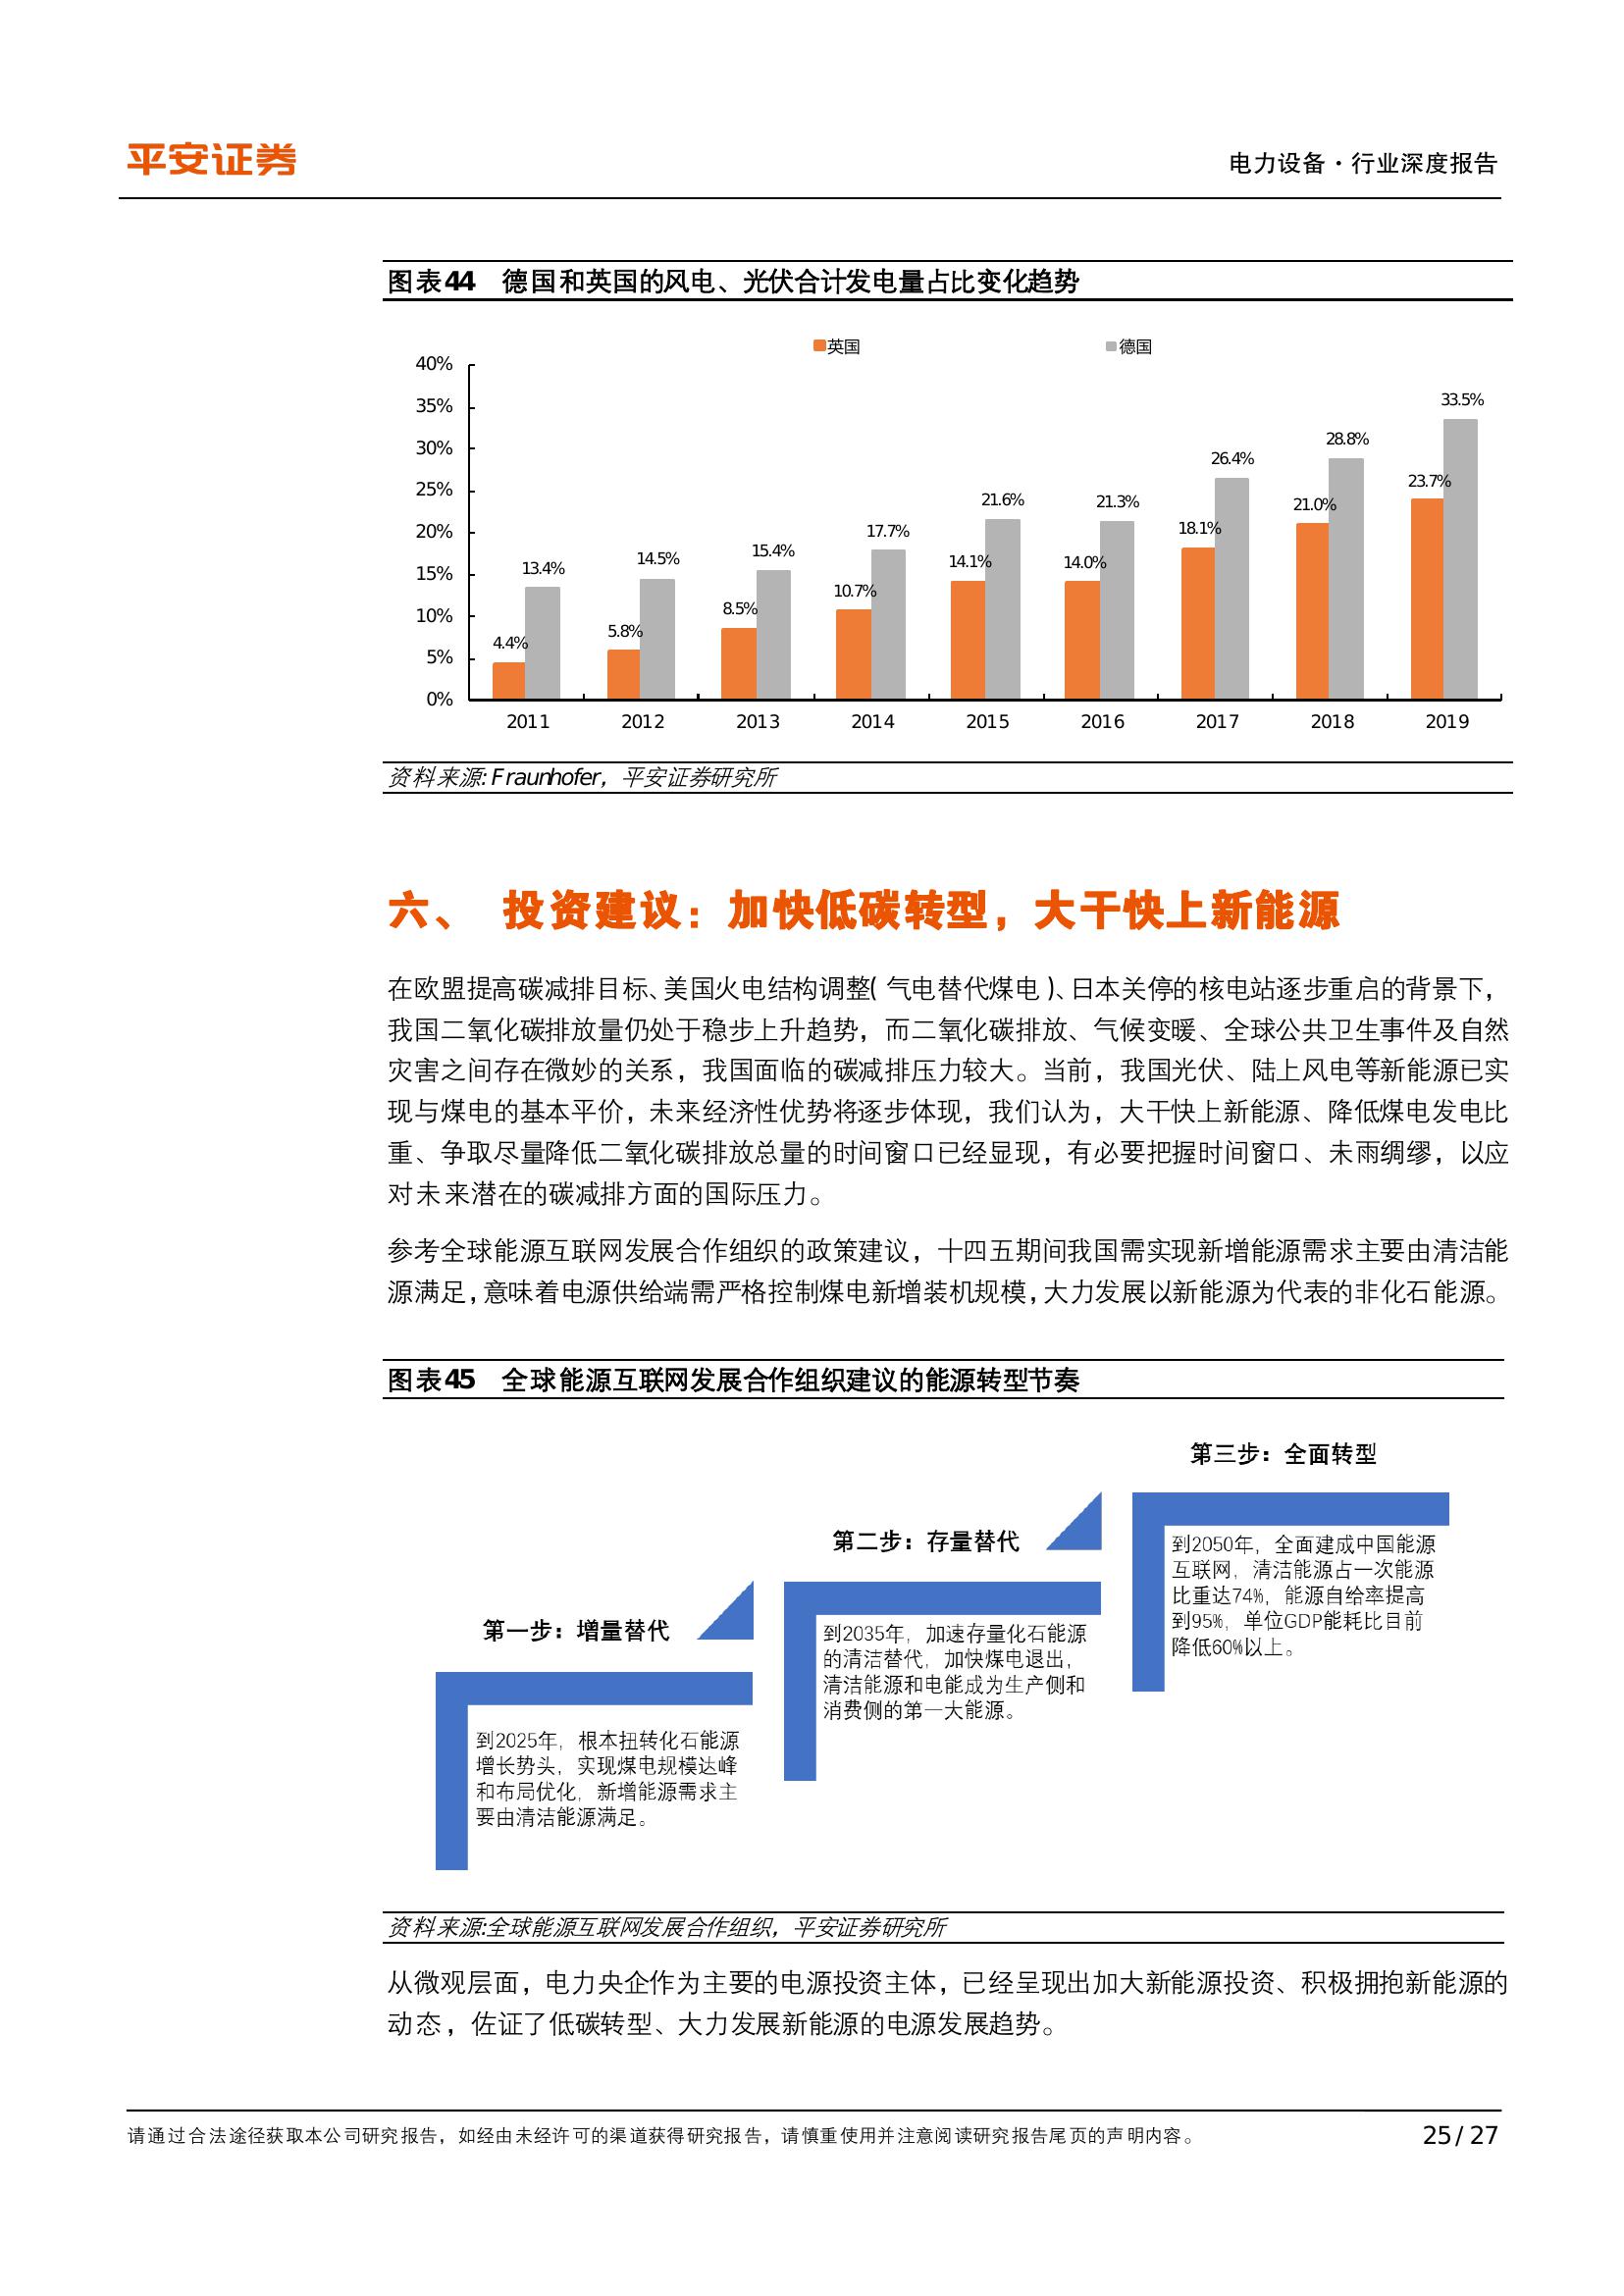 平安证券
电力设备·行业深度报告
图表44 德国和英国的风电、光伏合计发电量占比变化趋势
英国 德国
40%
35%
30%
25%
20%
15%
10%
5%
0%
4.4% 13.4% 5.8% 14.5% 8.5% 15.4% 10.7% 17.7% 14.1% 21.6% 14.0% 21.3% 18.1% 26.4% 21.0% 28.8% 23.7% 33.5%
2011 2012 2013 2014 2015 2016 2017 2018 2019
资料来源: Fraunhofer，平安证券研究所
六、 投资建议：加快低碳转型，大干快上新能源
在欧盟提高碳减排目标、美国火电结构调整(气电替代煤电)、日本关停的核电站逐步重启的背景下，
我国二氧化碳排放量仍处于稳步上升趋势，而二氧化碳排放、气候变暖、全球公共卫生事件及自然
灾害之间存在微妙的关系，我国面临的碳减排压力较大。当前，我国光伏、陆上风电等新能源已实
现与煤电的基本平价，未来经济性优势将逐步体现，我们认为，大干快上新能源、降低煤电发电比
重、争取尽量降低二氧化碳排放总量的时间窗口已经显现，有必要把握时间窗口、未雨绸缪，以应
对未来潜在的碳减排方面的国际压力。
参考全球能源互联网发展合作组织的政策建议，十四五期间我国需实现新增能源需求主要由清洁能
源满足，意味着电源供给端需严格控制煤电新增装机规模，大力发展以新能源为代表的非化石能源。
图表45 全球能源互联网发展合作组织建议的能源转型节奏
第一步：增量替代
到2025年，根本扭转化石能源
增长势头，实现煤电规模达峰
和布局优化，新增能源需求主
要由清洁能源满足。
第二步：存量替代
到2035年，加速存量化石能源
的清洁替代，加快煤电退出，
清洁能源和电能成为生产侧和
消费侧的第一大能源。
第三步：全面转型
到2050年，全面建成中国能源
互联网，清洁能源占一次能源
比重达74%，能源自给率提高
到95%，单位GDP能耗比目前
降低60%以上。
资料来源:全球能源互联网发展合作组织，平安证券研究所
从微观层面，电力央企作为主要的电源投资主体，已经呈现出加大新能源投资、积极拥抱新能源的
动态，佐证了低碳转型、大力发展新能源的电源发展趋势。
请通过合法途径获取本公司研究报告，如经由未经许可的渠道获得研究报告，请慎重使用并注意阅读研究报告尾页的声明内容。
25 / 27